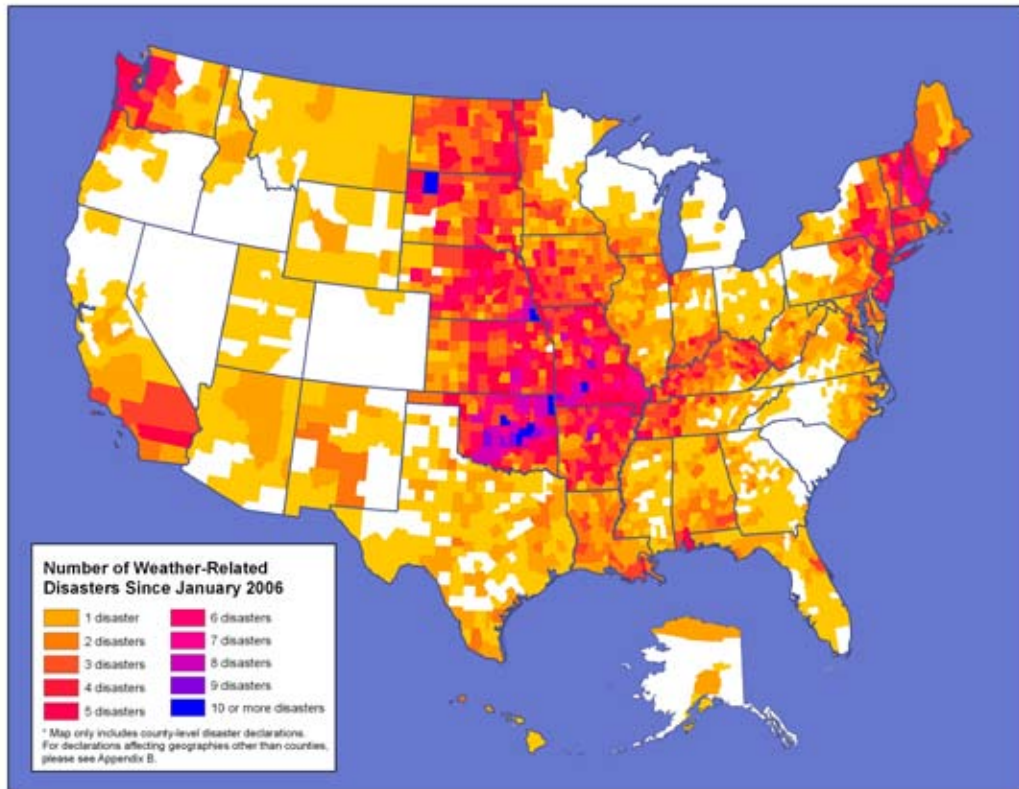 Number of Weather-Related
Disasters Since January 2006
1 disaster
2 disasters
3 disasters
4 disasters
5 disasters
6 disasters
7 disasters
8 disasters
9 disasters
10 or more disasters
* Map only includes county-level disaster declarations.
For declarations affecting geographies other than counties,
please see Appendix B.